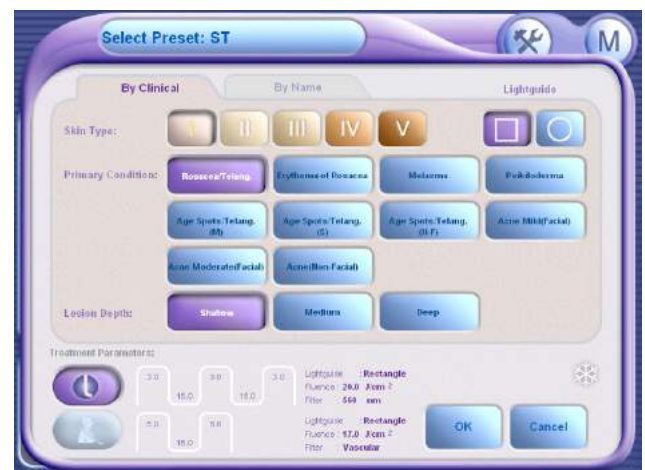 Select Preset: ST
M
By Clinical
By Name
Lightguide
Skin Type:
I II III IV V
Primary Condition:
Rosacea/Telang.
Erythema of Rosacea
Melasma
Poikiloderma
Age Spots/Telang. (M)
Age Spots/Telang. (S)
Age Spots/Telang. (N-F)
Acne Mild(Facial)
Acne Moderate(Facial)
Acne(Non-Facial)
Lesion Depth:
Shallow
Medium
Deep
Treatment Parameters:
3.0 3.0 3.0
15.0 15.0
Lightguide : Rectangle
Fluence : 20.0 J/cm 2
Filter : 560 nm
5.0 5.0
15.0
Lightguide : Rectangle
Fluence : 17.0 J/cm 2
Filter : Vascular
OK
Cancel